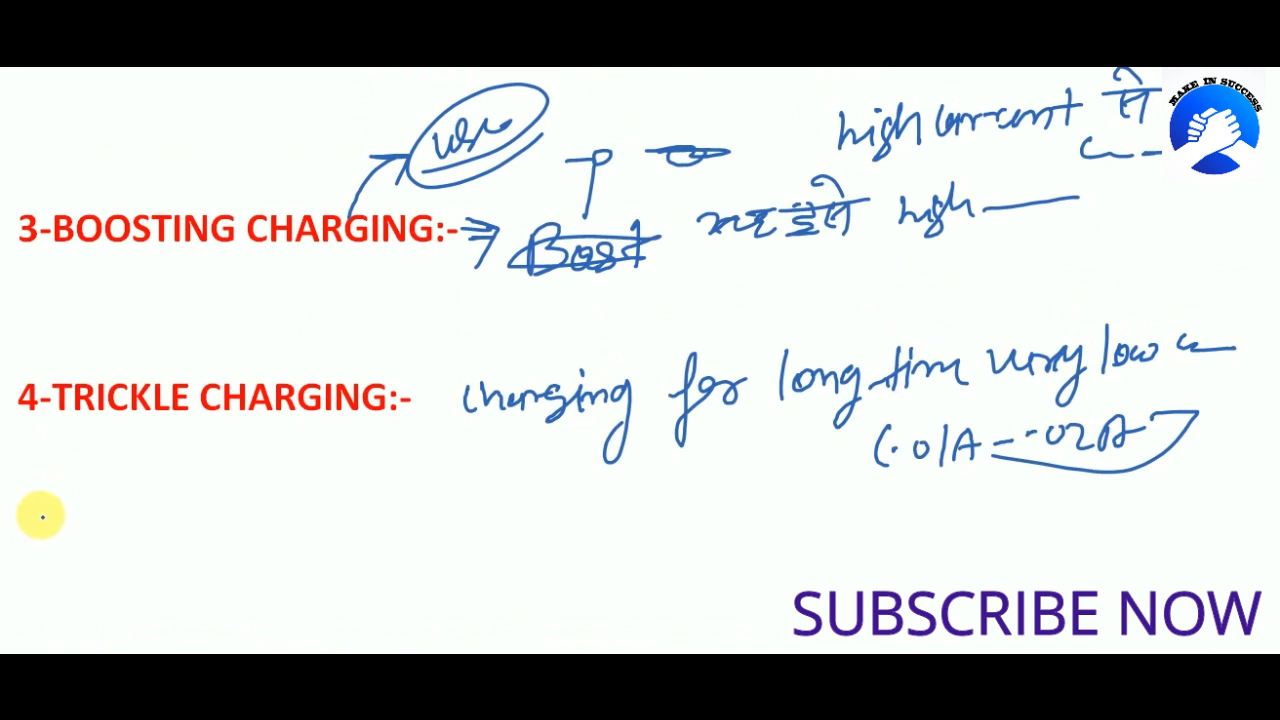 MAKE IN SUCCESS
high current से
use
3-BOOSTING CHARGING:-
Boost
high
4-TRICKLE CHARGING:- charging for long time very low
(.01A - .02A
SUBSCRIBE NOW